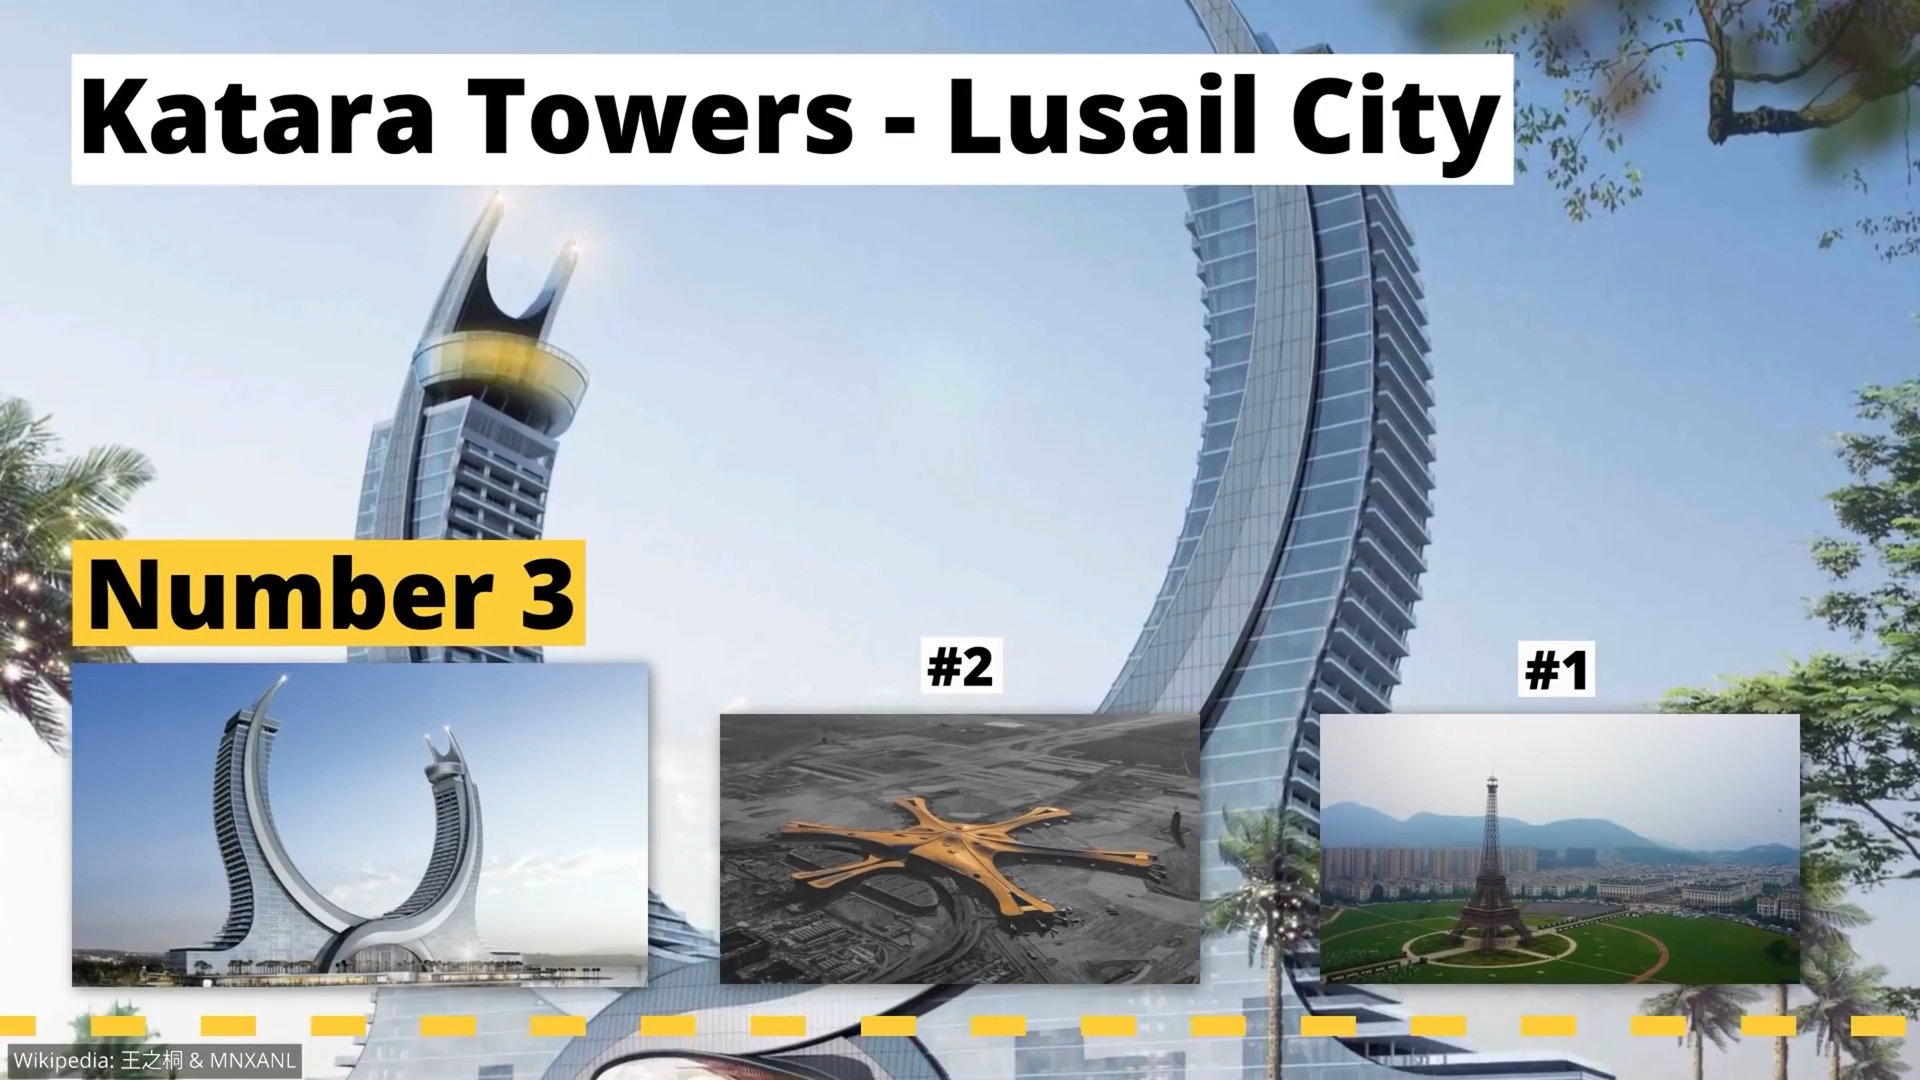 Katara Towers - Lusail City
Number 3
#2
#1
Wikipedia: 王之桐 & MNXANL